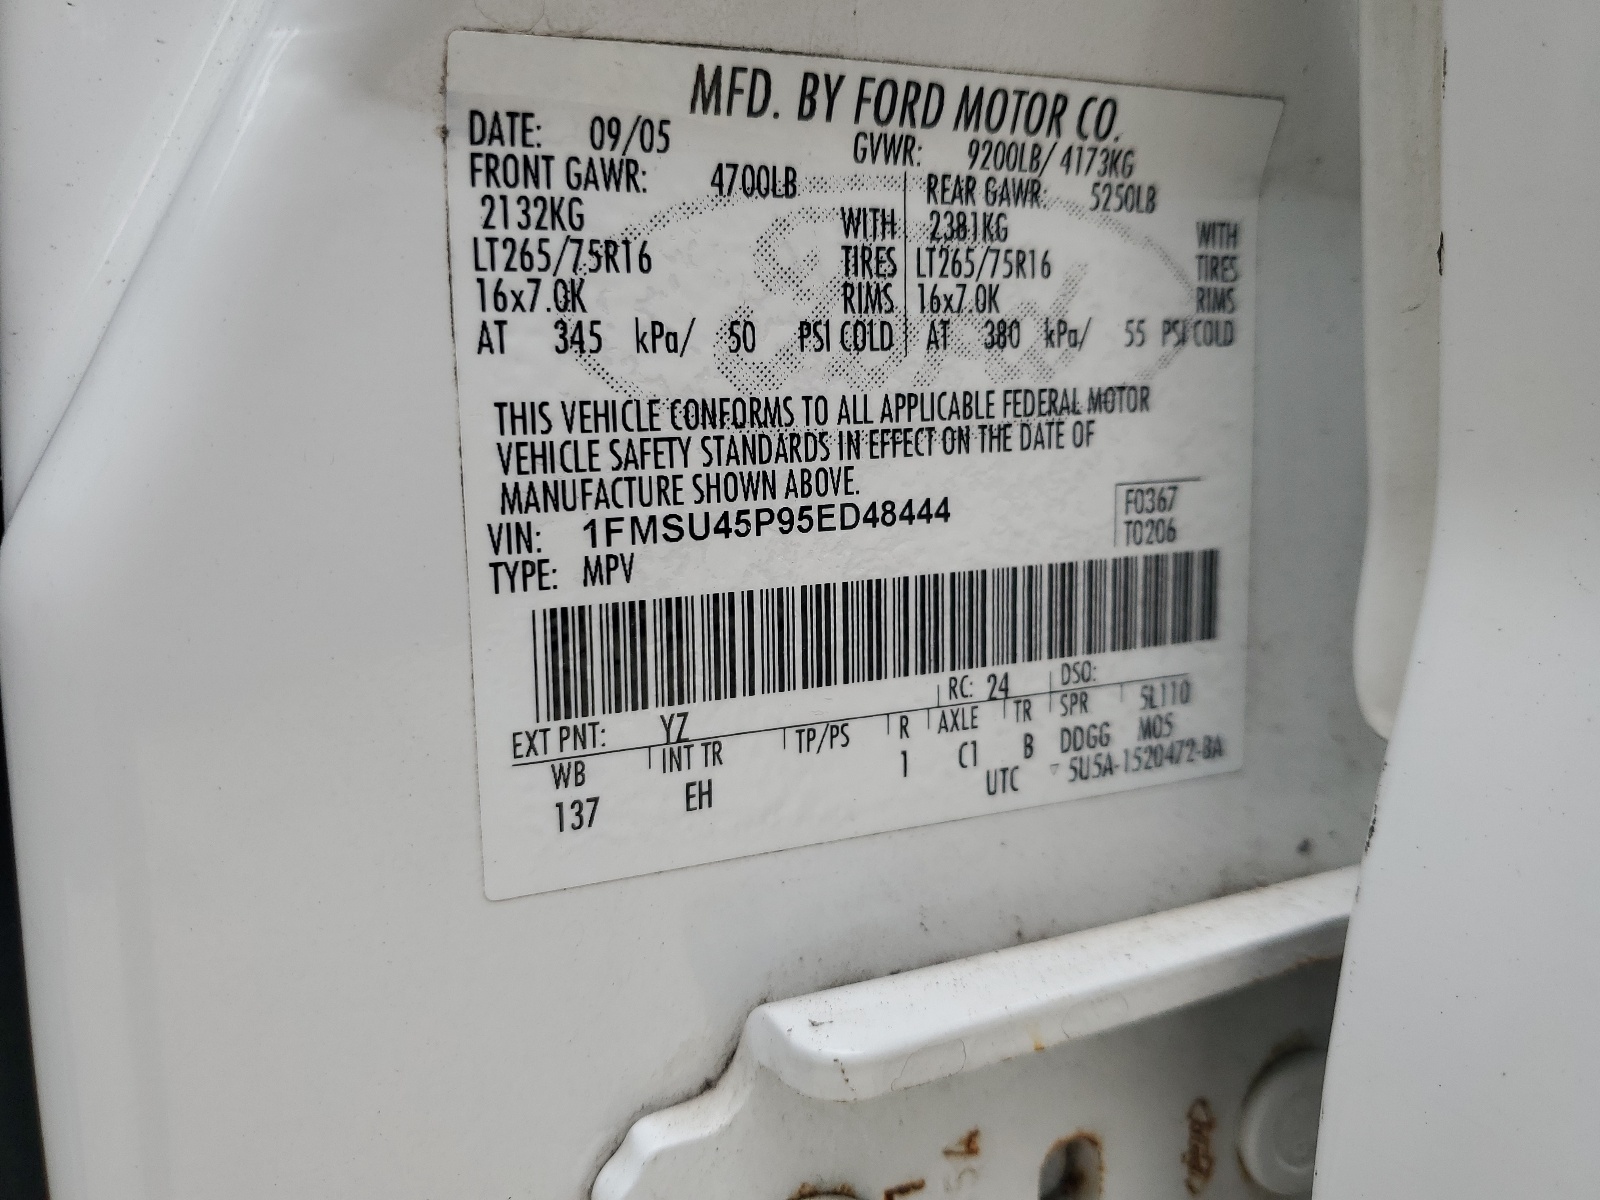 MFD. BY FORD MOTOR CO.
DATE: 09/05 GVWR: 9200LB/ 4173KG
FRONT GAWR: 4700LB REAR GAWR: 5250LB
2132KG WITH 2381KG WITH
LT265/75R16 TIRES LT265/75R16 TIRES
16x7.0K RIMS 16x7.0K RIMS
AT 345 kPa/ 50 PSI COLD AT 380 kPa/ 55 PSI COLD
THIS VEHICLE CONFORMS TO ALL APPLICABLE FEDERAL MOTOR
VEHICLE SAFETY STANDARDS IN EFFECT ON THE DATE OF
MANUFACTURE SHOWN ABOVE.
VIN: 1FMSU45P95ED48444
F0367
T0206
TYPE: MPV
EXT PNT: YZ RC: 24 DSO:
WB INT TR TP/PS R AXLE TR SPR 5L110
137 EH 1 C1 B DDGG M05
UTC 5U5A-1520472-BA